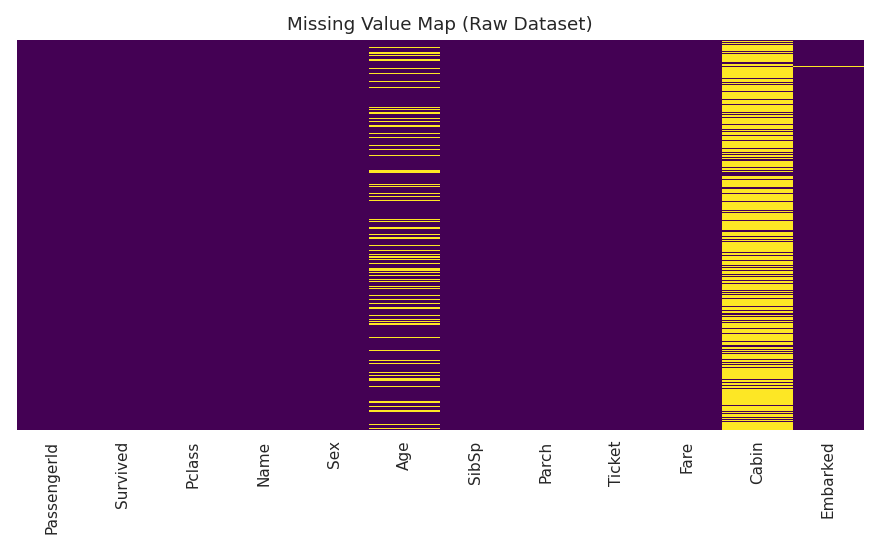 Missing Value Map (Raw Dataset)
PassengerId
Survived
Pclass
Name
Sex
Age
SibSp
Parch
Ticket
Fare
Cabin
Embarked